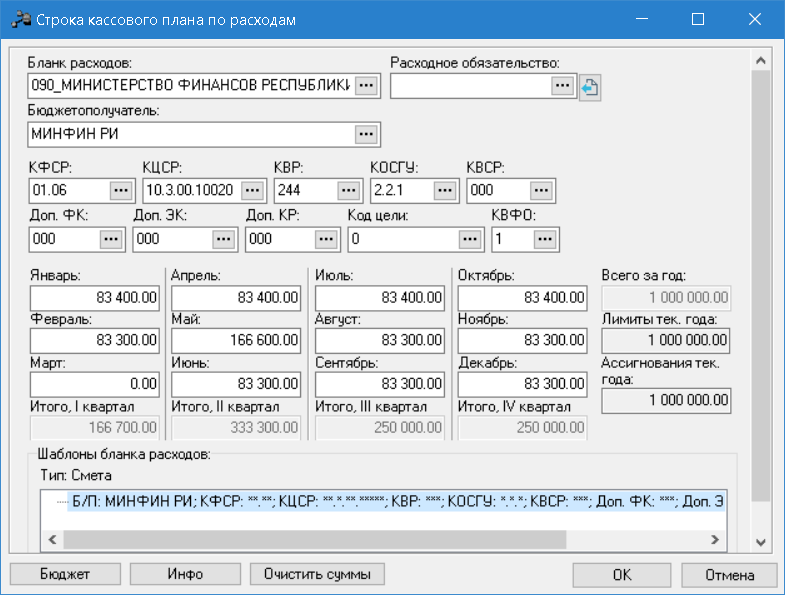 Строка кассового плана по расходам
Бланк расходов: Расходное обязательство:
090_МИНИСТЕРСТВО ФИНАНСОВ РЕСПУБЛИКИ ...
Бюджетополучатель:
МИНФИН РИ ...
КФСР: КЦСР: КВР: КОСГУ: КВСР:
01.06 ... 10.3.00.10020 ... 244 ... 2.2.1 ... 000 ...
Доп. ФК: Доп. ЭК: Доп. КР: Код цели: КВФО:
000 ... 000 ... 000 ... 0 ... 1 ...
Январь: Апрель: Июль: Октябрь: Всего за год:
83 400.00 83 400.00 83 400.00 83 400.00 1 000 000.00
Февраль: Май: Август: Ноябрь: Лимиты тек. года:
83 300.00 166 600.00 83 300.00 83 300.00 1 000 000.00
Март: Июнь: Сентябрь: Декабрь: Ассигнования тек. года:
0.00 83 300.00 83 300.00 83 300.00 1 000 000.00
Итого, I квартал Итого, II квартал Итого, III квартал Итого, IV квартал
166 700.00 333 300.00 250 000.00 250 000.00
Шаблоны бланка расходов:
Тип: Смета
Б/П: МИНФИН РИ; КФСР: **.**; КЦСР: **.*.**.*****; КВР: ***; КОСГУ: *.*.*; КВСР: ***; Доп. ФК: ***; Доп. Э
Бюджет Инфо Очистить суммы OK Отмена